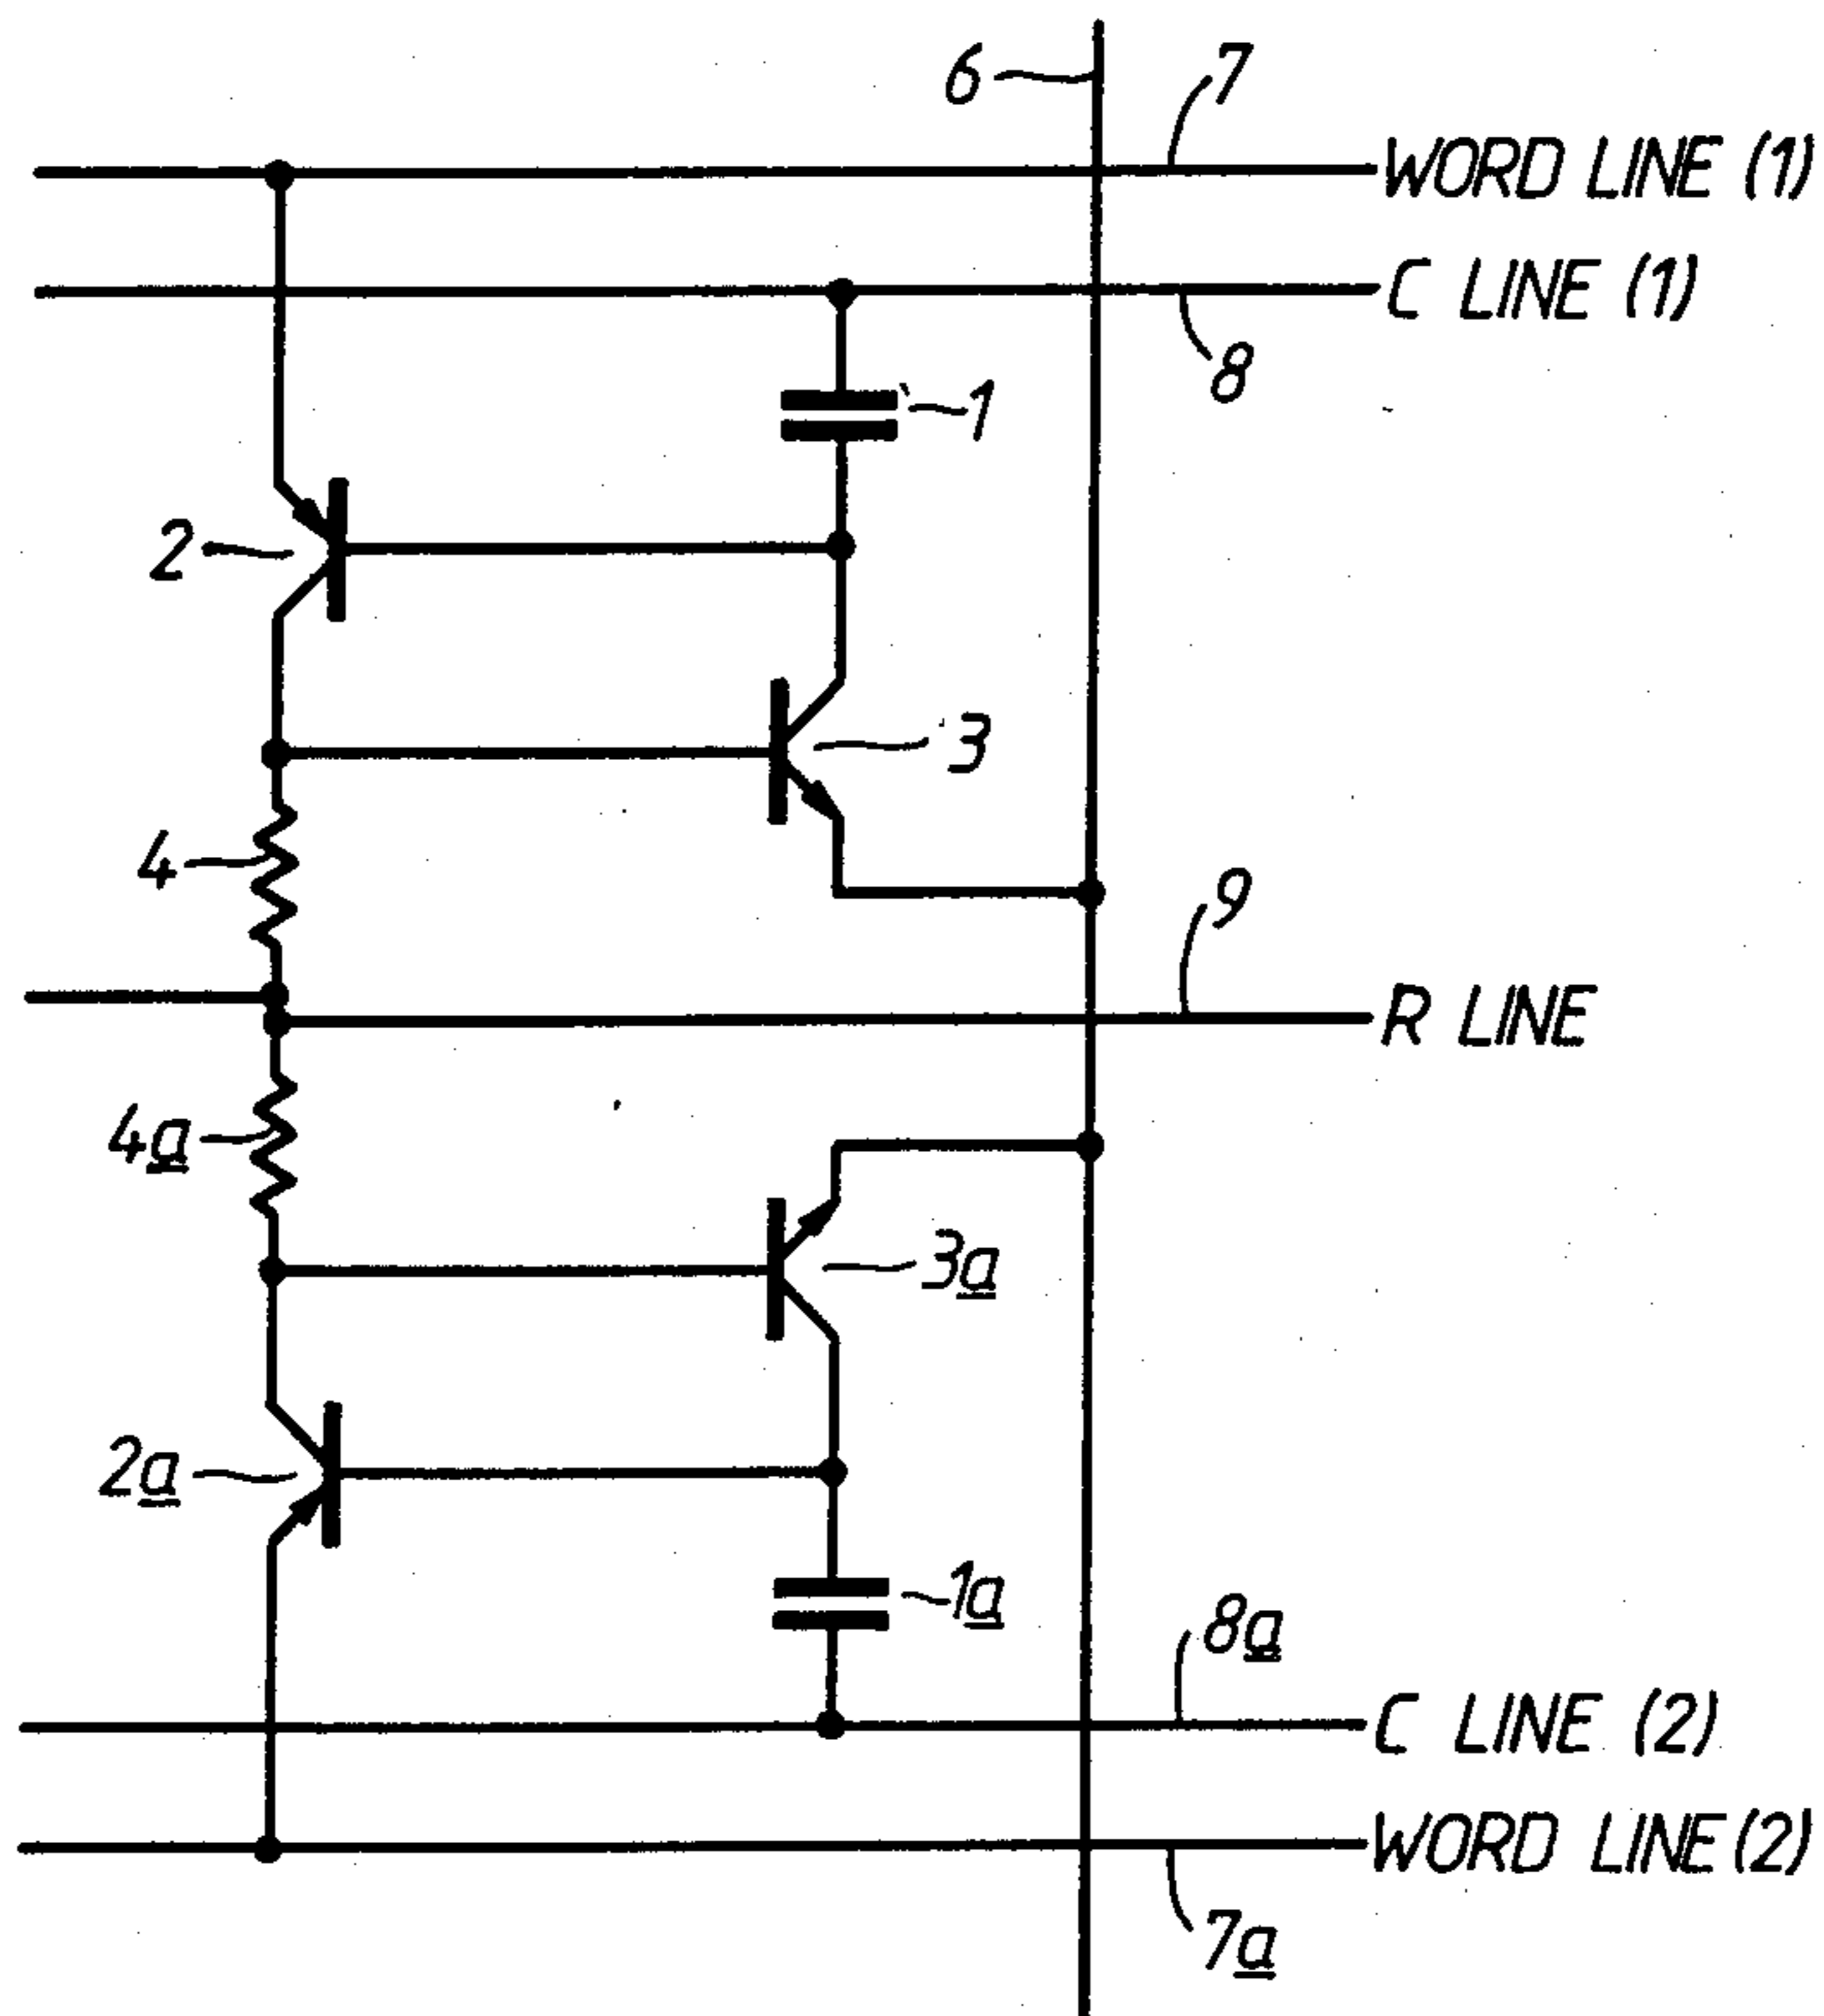 6
7
WORD LINE (1)
C LINE (1)
8
1
2
3
4
9
R LINE
4a
3a
2a
1a
8a
C LINE (2)
WORD LINE (2)
7a